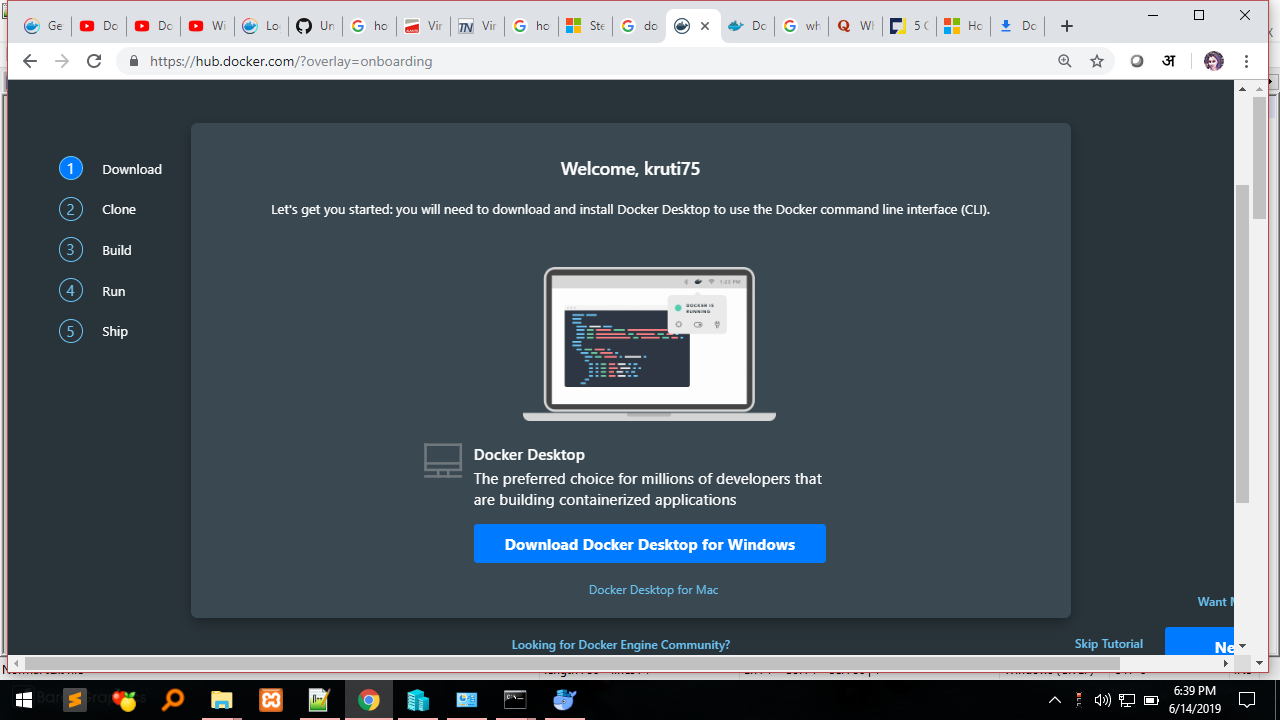 Ge
Do
Do
Wi
Lo
Un
ho
Vir
Vir
ho
Ste
do
Do
wh
5 C
Ho
Do
https://hub.docker.com/?overlay=onboarding
अ
1 Download
2 Clone
3 Build
4 Run
5 Ship
Welcome, kruti75
Let's get you started: you will need to download and install Docker Desktop to use the Docker command line interface (CLI).
1:23 PM
DOCKER IS
RUNNING
Docker Desktop
The preferred choice for millions of developers that
are building containerized applications
Download Docker Desktop for Windows
Docker Desktop for Mac
Want
Looking for Docker Engine Community?
Skip Tutorial
Ne
6:39 PM
6/14/2019